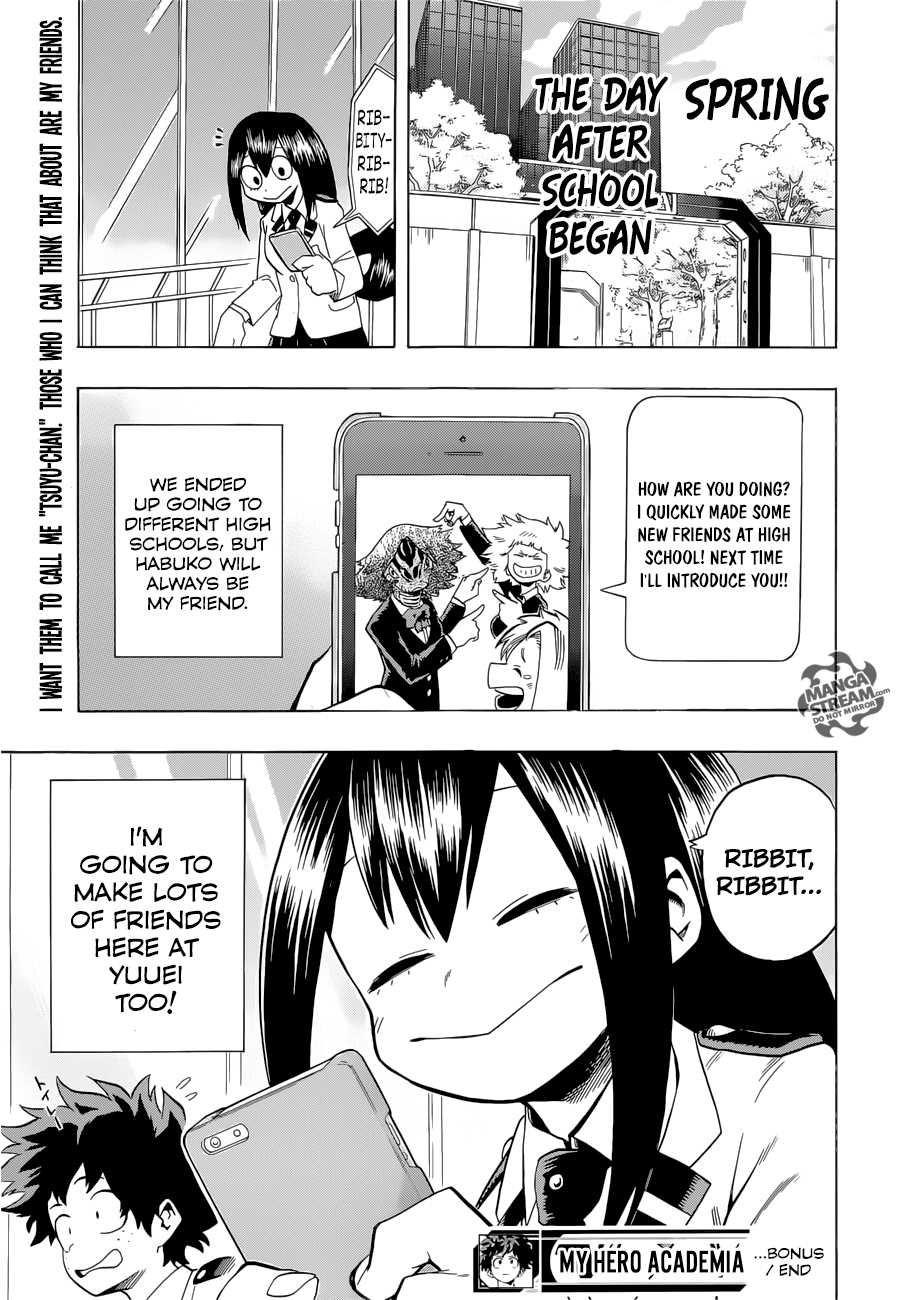 SPRING
THE DAY
AFTER
SCHOOL
BEGAN
RIB-
BITY-
RIB-
RIB!
HOW ARE YOU DOING?
I QUICKLY MADE SOME
NEW FRIENDS AT HIGH
SCHOOL! NEXT TIME
I'LL INTRODUCE YOU!!
WE ENDED
UP GOING TO
DIFFERENT HIGH
SCHOOLS, BUT
HABUKO WILL
ALWAYS BE
MY FRIEND.
MANGA
STREAM.com
DO NOT MIRROR
RIBBIT,
RIBBIT...
I'M
GOING TO
MAKE LOTS
OF FRIENDS
HERE AT
YUUEI
TOO!
MY HERO ACADEMIA
...BONUS
/ END
I WANT THEM TO CALL ME "TSUYU-CHAN." THOSE WHO I CAN THINK THAT ABOUT ARE MY FRIENDS.